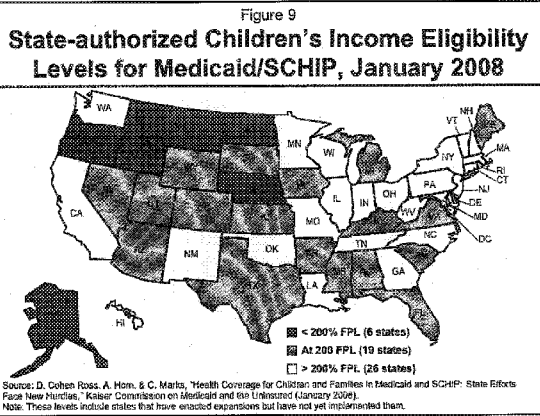 Figure 9
State-authorized Children's Income Eligibility
Levels for Medicaid/SCHIP, January 2008
WA
NH
VT
MN
WI
NY
MA
RI
CT
PA
NJ
IL
IN
OH
DE
WV
MD
CA
MO
DC
NC
TN
OK
NM
GA
LA
TX
FL
HI
< 200% FPL (6 states)
At 200 FPL (19 states)
> 200% FPL (26 states)
Source: D. Cohen Ross, A. Horn, & C. Marks, "Health Coverage for Children and Families in Medicaid and SCHIP: State Efforts
Face New Hurdles," Kaiser Commission on Medicaid and the Uninsured (January 2008).
Note: These levels include states that have enacted expansions but have not yet implemented them.